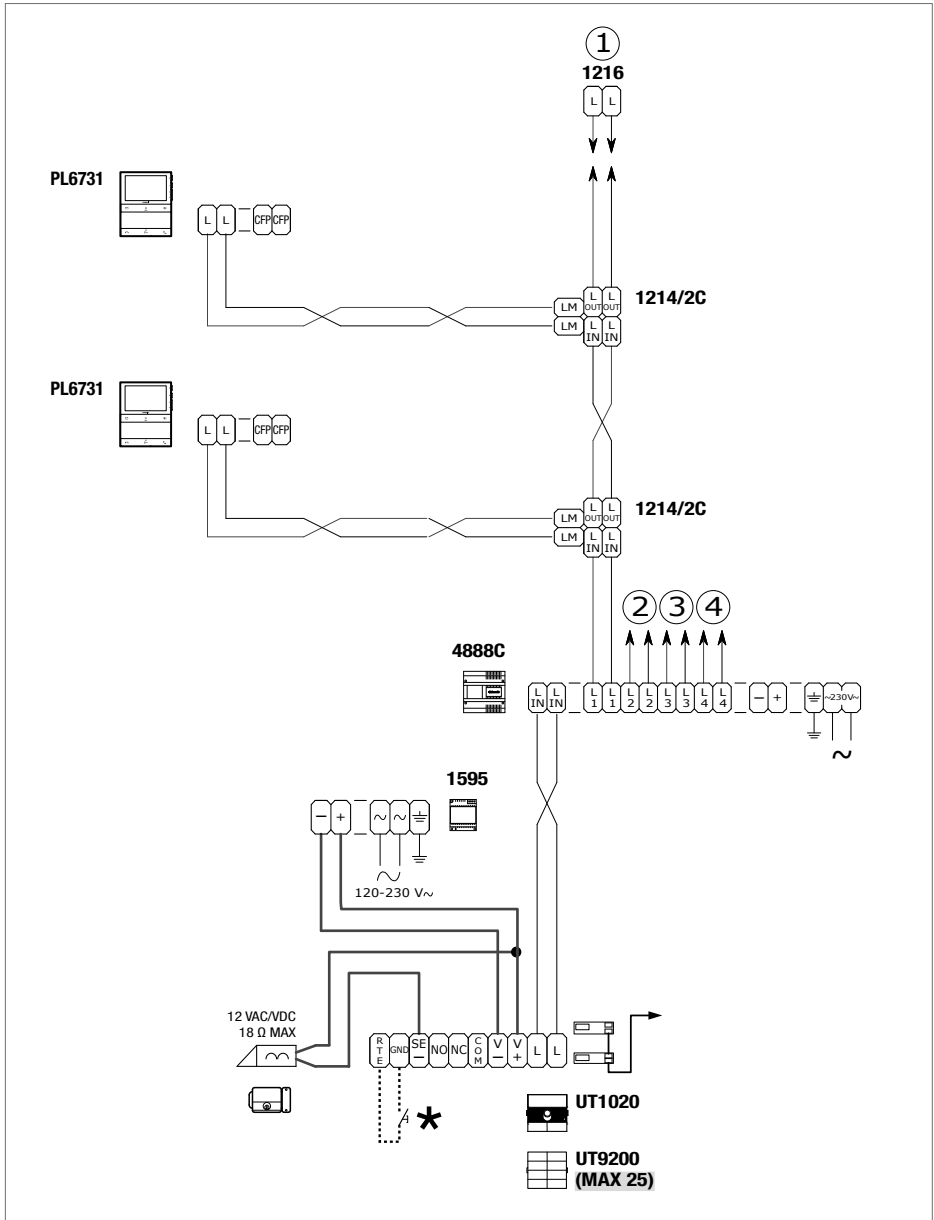 1
1216
L L
PL6731
L L CFP CFP
LM L OUT L OUT 1214/2C
LM L IN L IN
PL6731
L L CFP CFP
LM L OUT L OUT 1214/2C
LM L IN L IN
2 3 4
4888C
L IN L IN L 1 L 1 L 2 L 2 L 3 L 3 L 4 L 4 − + ~230V~
~
1595
− + ~ ~
120-230 V~
12 VAC/VDC
18 Ω MAX
RTE GND SE − NO NC COM V − V + L L
*
UT1020
UT9200
(MAX 25)